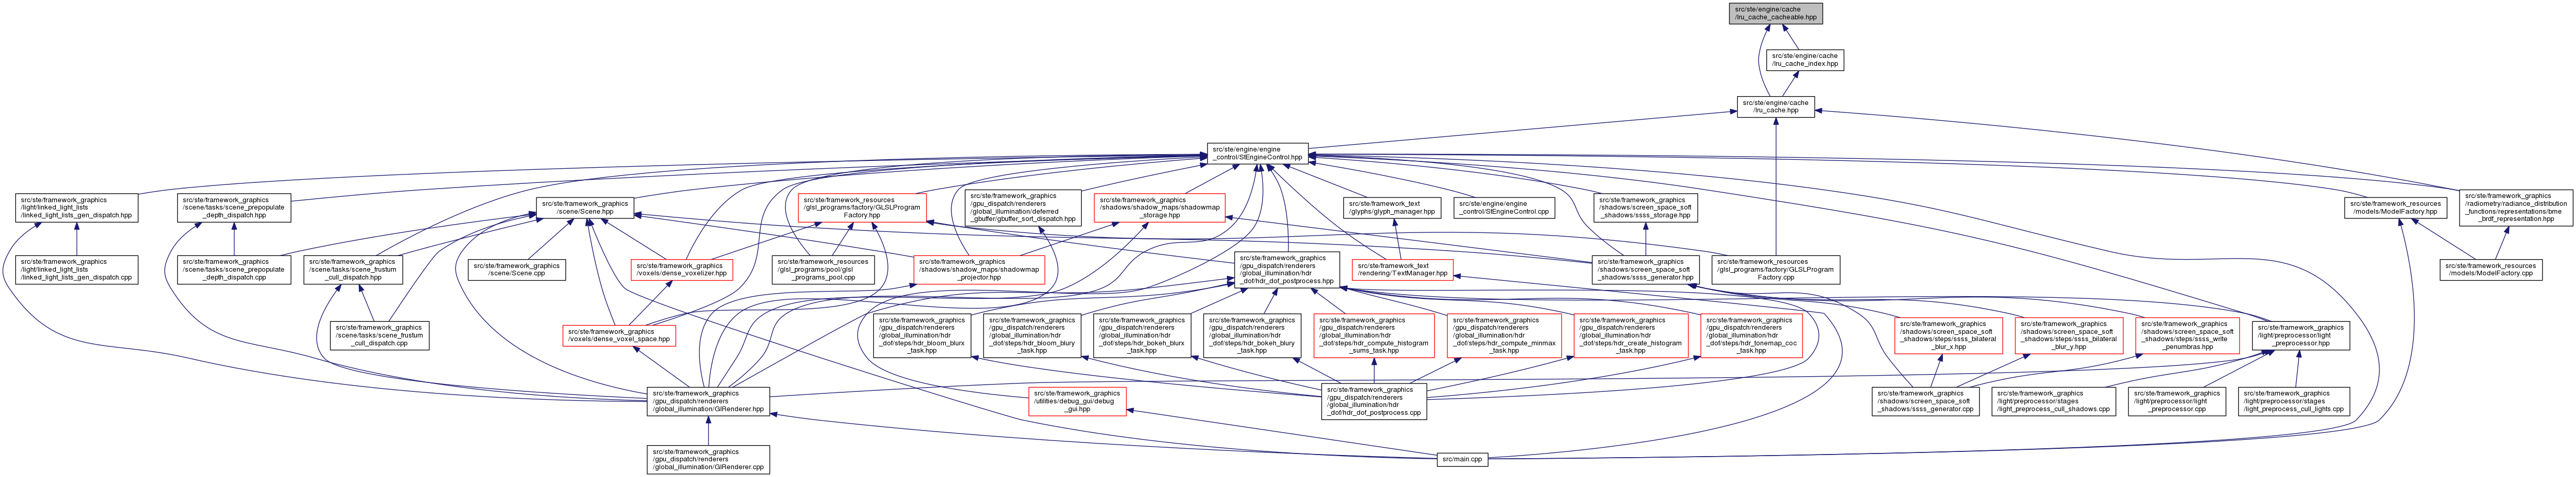 src/ste/engine/cache
/lru_cache_cacheable.hpp
src/ste/engine/cache
/lru_cache_index.hpp
src/ste/engine/cache
/lru_cache.hpp
src/ste/engine/engine
_control/StEngineControl.hpp
src/ste/framework_graphics
/light/linked_light_lists
/linked_light_lists_gen_dispatch.hpp
src/ste/framework_graphics
/scene/tasks/scene_prepopulate
_depth_dispatch.hpp
src/ste/framework_graphics
/scene/Scene.hpp
src/ste/framework_resources
/glsl_programs/factory/GLSLProgram
Factory.hpp
src/ste/framework_graphics
/gpu_dispatch/renderers
/global_illumination/deferred
_gbuffer/gbuffer_sort_dispatch.hpp
src/ste/framework_graphics
/shadows/shadow_maps/shadowmap
_storage.hpp
src/ste/framework_text
/glyphs/glyph_manager.hpp
src/ste/engine/engine
_control/StEngineControl.cpp
src/ste/framework_graphics
/shadows/screen_space_soft
_shadows/ssss_storage.hpp
src/ste/framework_resources
/models/ModelFactory.hpp
src/ste/framework_graphics
/radiometry/radiance_distribution
_functions/representations/bme
_brdf_representation.hpp
src/ste/framework_graphics
/light/linked_light_lists
/linked_light_lists_gen_dispatch.cpp
src/ste/framework_graphics
/scene/tasks/scene_prepopulate
_depth_dispatch.cpp
src/ste/framework_graphics
/scene/tasks/scene_frustum
_cull_dispatch.hpp
src/ste/framework_graphics
/scene/Scene.cpp
src/ste/framework_graphics
/voxels/dense_voxelizer.hpp
src/ste/framework_resources
/glsl_programs/pool/glsl
_programs_pool.cpp
src/ste/framework_graphics
/shadows/shadow_maps/shadowmap
_projector.hpp
src/ste/framework_graphics
/gpu_dispatch/renderers
/global_illumination/hdr
_dof/hdr_dof_postprocess.hpp
src/ste/framework_text
/rendering/TextManager.hpp
src/ste/framework_graphics
/shadows/screen_space_soft
_shadows/ssss_generator.hpp
src/ste/framework_resources
/glsl_programs/factory/GLSLProgram
Factory.cpp
src/ste/framework_resources
/models/ModelFactory.cpp
src/ste/framework_graphics
/scene/tasks/scene_frustum
_cull_dispatch.cpp
src/ste/framework_graphics
/voxels/dense_voxel_space.hpp
src/ste/framework_graphics
/gpu_dispatch/renderers
/global_illumination/hdr
_dof/steps/hdr_bloom_blurx
_task.hpp
src/ste/framework_graphics
/gpu_dispatch/renderers
/global_illumination/hdr
_dof/steps/hdr_bloom_blury
_task.hpp
src/ste/framework_graphics
/gpu_dispatch/renderers
/global_illumination/hdr
_dof/steps/hdr_bokeh_blurx
_task.hpp
src/ste/framework_graphics
/gpu_dispatch/renderers
/global_illumination/hdr
_dof/steps/hdr_bokeh_blury
_task.hpp
src/ste/framework_graphics
/gpu_dispatch/renderers
/global_illumination/hdr
_dof/steps/hdr_compute_histogram
_sums_task.hpp
src/ste/framework_graphics
/gpu_dispatch/renderers
/global_illumination/hdr
_dof/steps/hdr_compute_minmax
_task.hpp
src/ste/framework_graphics
/gpu_dispatch/renderers
/global_illumination/hdr
_dof/steps/hdr_create_histogram
_task.hpp
src/ste/framework_graphics
/gpu_dispatch/renderers
/global_illumination/hdr
_dof/steps/hdr_tonemap_coc
_task.hpp
src/ste/framework_graphics
/shadows/screen_space_soft
_shadows/steps/ssss_bilateral
_blur_x.hpp
src/ste/framework_graphics
/shadows/screen_space_soft
_shadows/steps/ssss_bilateral
_blur_y.hpp
src/ste/framework_graphics
/shadows/screen_space_soft
_shadows/steps/ssss_write
_penumbras.hpp
src/ste/framework_graphics
/light/preprocessor/light
_preprocessor.hpp
src/ste/framework_graphics
/gpu_dispatch/renderers
/global_illumination/GIRenderer.hpp
src/ste/framework_graphics
/utilities/debug_gui/debug
_gui.hpp
src/ste/framework_graphics
/gpu_dispatch/renderers
/global_illumination/hdr
_dof/hdr_dof_postprocess.cpp
src/ste/framework_graphics
/shadows/screen_space_soft
_shadows/ssss_generator.cpp
src/ste/framework_graphics
/light/preprocessor/stages
/light_preprocess_cull_shadows.cpp
src/ste/framework_graphics
/light/preprocessor/light
_preprocessor.cpp
src/ste/framework_graphics
/light/preprocessor/stages
/light_preprocess_cull_lights.cpp
src/ste/framework_graphics
/gpu_dispatch/renderers
/global_illumination/GIRenderer.cpp
src/main.cpp